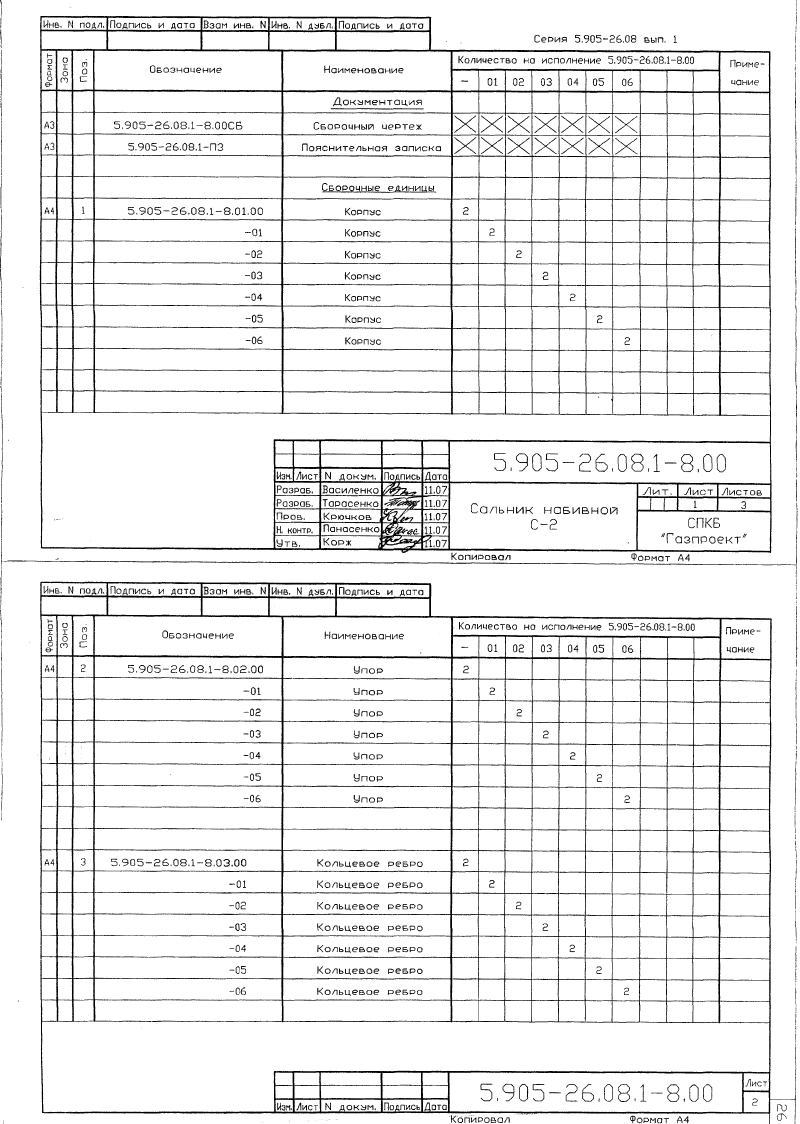 Инв. N подл. Подпись и дата Взам инв. N Инв. N дубл. Подпись и дата
Серия 5.905-26.08 вып. 1
Формат Зона Поз. Обозначение Наименование Количество на исполнение 5.905-26.08.1-8.00 Приме-
чание
- 01 02 03 04 05 06
Документация
А3 5.905-26.08.1-8.00СБ Сборочный чертех
А3 5.905-26.08.1-ПЗ Пояснительная записка
Сборочные единицы
А4 1 5.905-26.08.1-8.01.00 Корпус 2
-01 Корпус 2
-02 Корпус 2
-03 Корпус 2
-04 Корпус 2
-05 Корпус 2
-06 Корпус 2
5.905-26.08.1-8.00
Изм. Лист N докум. Подпись Дата
Разраб. Василенко 11.07
Разраб. Тарасенко 11.07
Пров. Крючков 11.07
Н. контр. Панасенко 11.07
Утв. Корж 11.07
Сальник набивной
С-2
Лит. Лист Листов
1 3
СПКБ
"Газпроект"
Копировал Формат А4
Инв. N подл. Подпись и дата Взам инв. N Инв. N дубл. Подпись и дата
Формат Зона Поз. Обозначение Наименование Количество на исполнение 5.905-26.08.1-8.00 Приме-
чание
- 01 02 03 04 05 06
А4 2 5.905-26.08.1-8.02.00 Упор 2
-01 Упор 2
-02 Упор 2
-03 Упор 2
-04 Упор 2
-05 Упор 2
-06 Упор 2
А4 3 5.905-26.08.1-8.03.00 Кольцевое ребро 2
-01 Кольцевое ребро 2
-02 Кольцевое ребро 2
-03 Кольцевое ребро 2
-04 Кольцевое ребро 2
-05 Кольцевое ребро 2
-06 Кольцевое ребро 2
Изм. Лист N докум. Подпись Дата
5.905-26.08.1-8.00
Лист
2
Копировал Формат А4
26